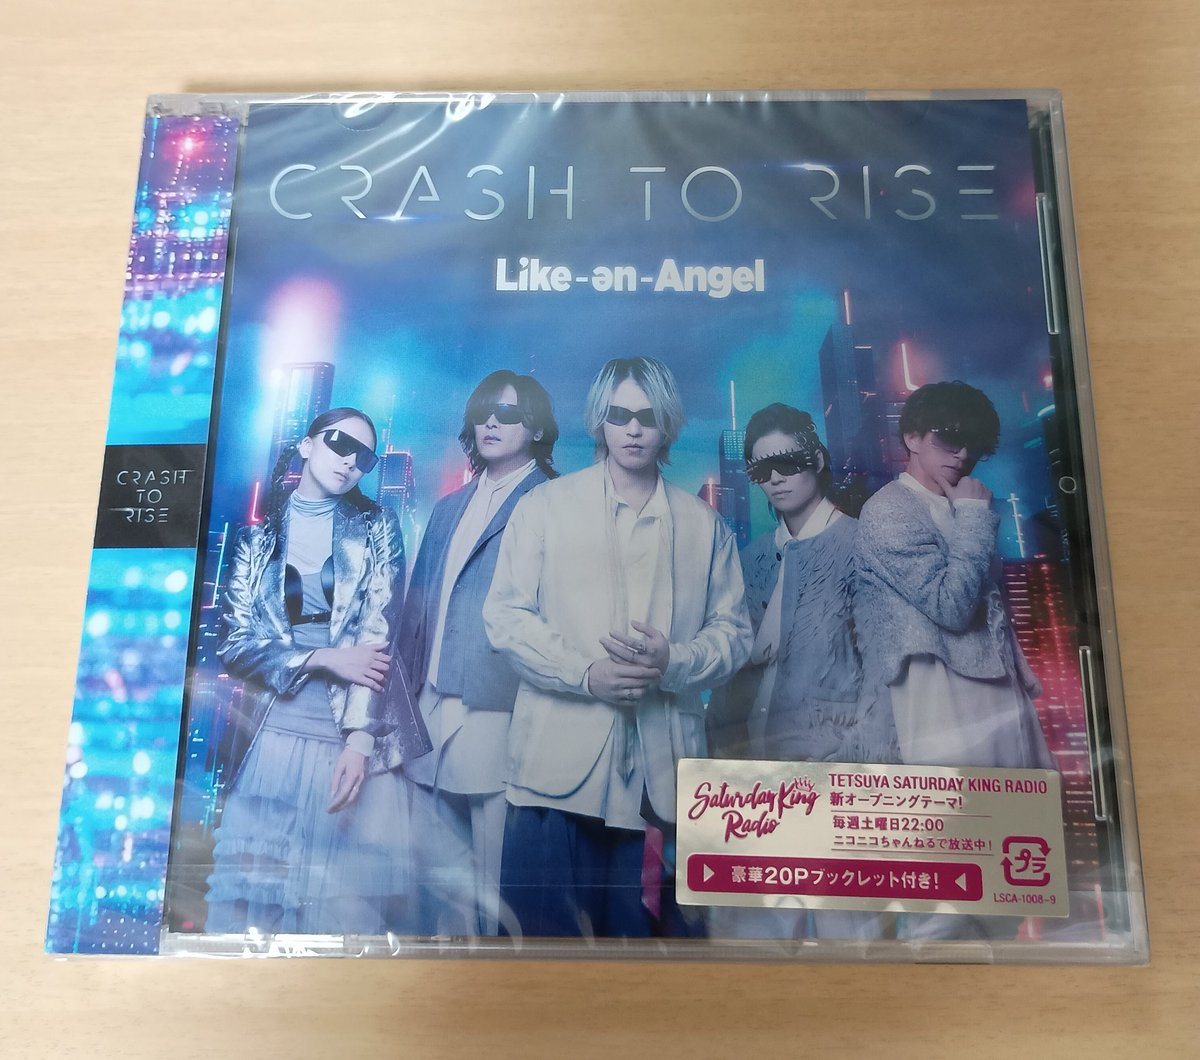 CRASH TO RISE
Like-an-Angel
CRASH
TO
RISE
Saturday King
Radio
TETSUYA SATURDAY KING RADIO
新オープニングテーマ!
毎週土曜日22:00
ニコニコちゃんねるで放送中!
豪華20Pブックレット付き!
プラ
LSCA-1008-9